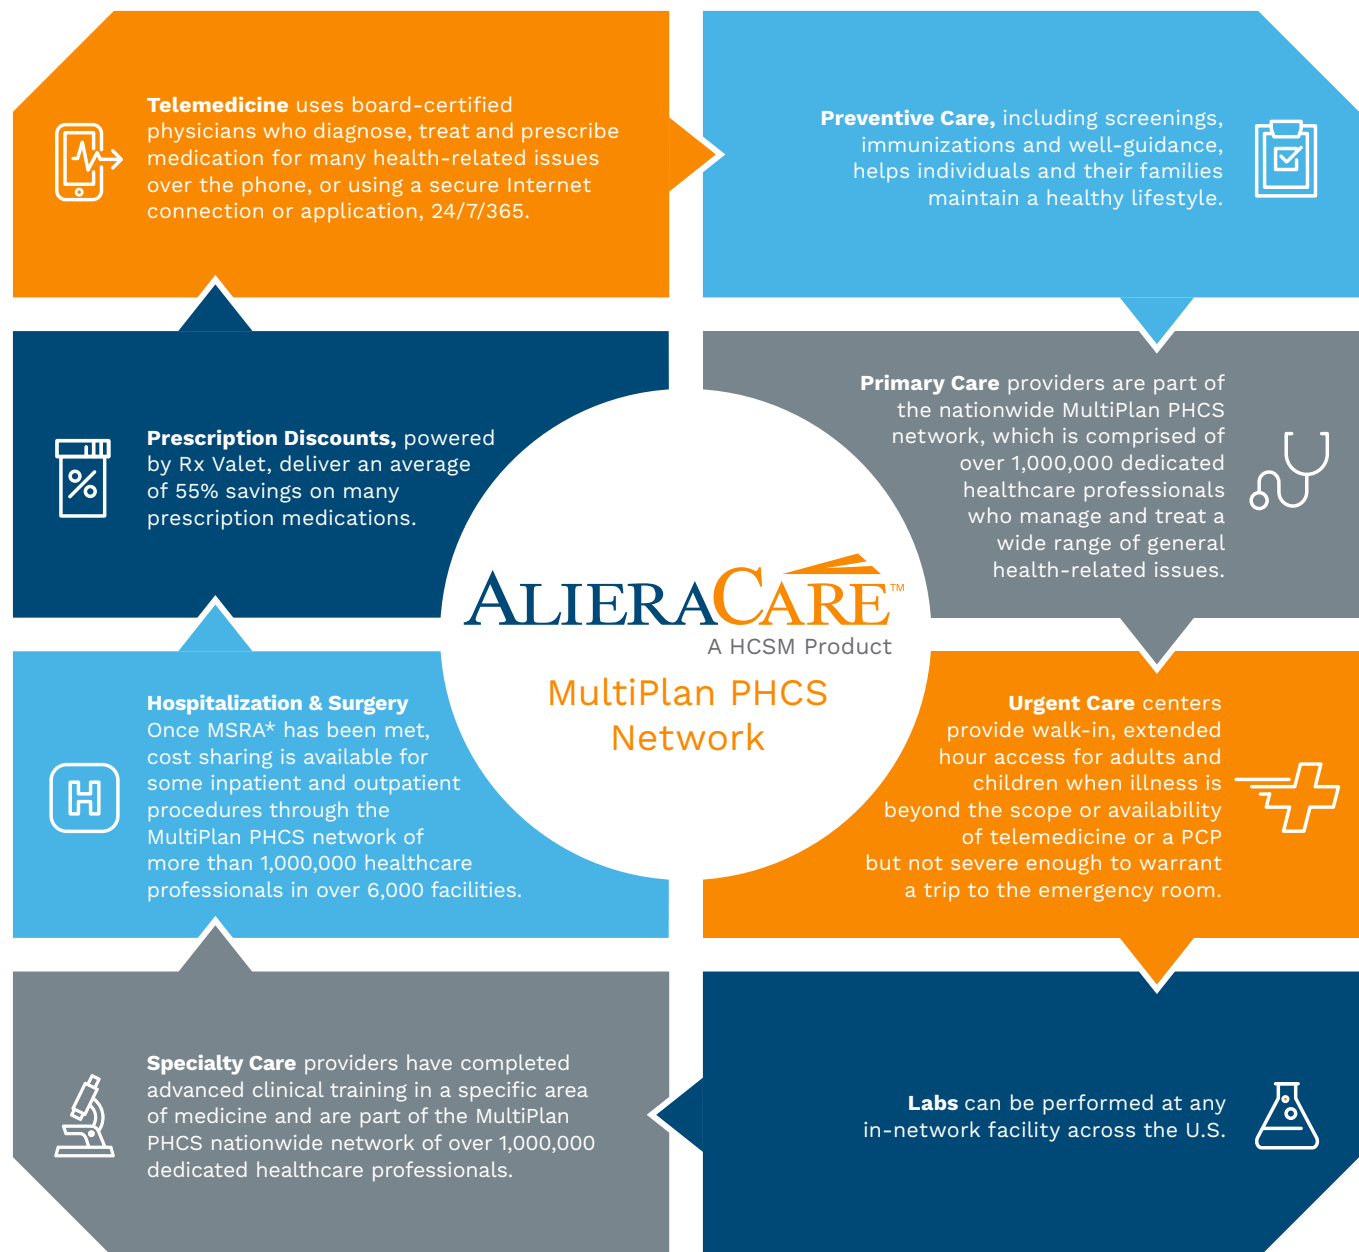 Telemedicine uses board-certified
physicians who diagnose, treat and prescribe
medication for many health-related issues
over the phone, or using a secure Internet
connection or application, 24/7/365.
Preventive Care, including screenings,
immunizations and well-guidance,
helps individuals and their families
maintain a healthy lifestyle.
Prescription Discounts, powered
by Rx Valet, deliver an average
of 55% savings on many
prescription medications.
Primary Care providers are part of
the nationwide MultiPlan PHCS
network, which is comprised of
over 1,000,000 dedicated
healthcare professionals
who manage and treat a
wide range of general
health-related issues.
ALIERACARE™
A HCSM Product
MultiPlan PHCS
Network
Hospitalization & Surgery
Once MSRA* has been met,
cost sharing is available for
some inpatient and outpatient
procedures through the
MultiPlan PHCS network of
more than 1,000,000 healthcare
professionals in over 6,000 facilities.
H
Urgent Care centers
provide walk-in, extended
hour access for adults and
children when illness is
beyond the scope or availability
of telemedicine or a PCP
but not severe enough to warrant
a trip to the emergency room.
Specialty Care providers have completed
advanced clinical training in a specific area
of medicine and are part of the MultiPlan
PHCS nationwide network of over 1,000,000
dedicated healthcare professionals.
Labs can be performed at any
in-network facility across the U.S.